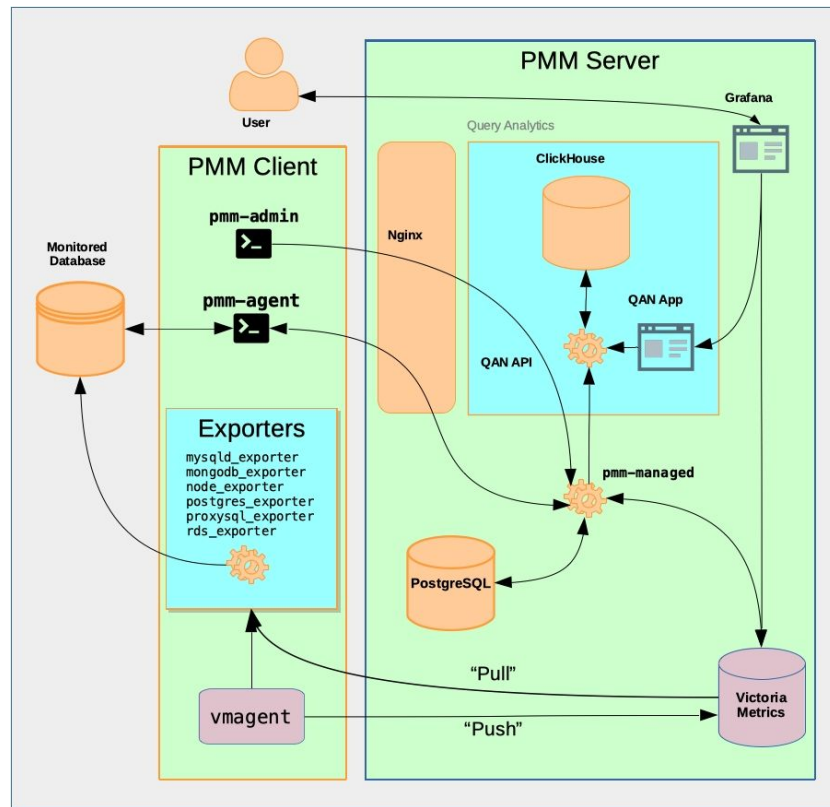 PMM Server
User
Grafana
Query Analytics
PMM Client
ClickHouse
pmm-admin
Nginx
Monitored
Database
pmm-agent
QAN App
QAN API
Exporters
mysqld_exporter
mongodb_exporter
node_exporter
postgres_exporter
proxysql_exporter
rds_exporter
pmm-managed
PostgreSQL
“Pull”
Victoria
Metrics
vmagent
“Push”